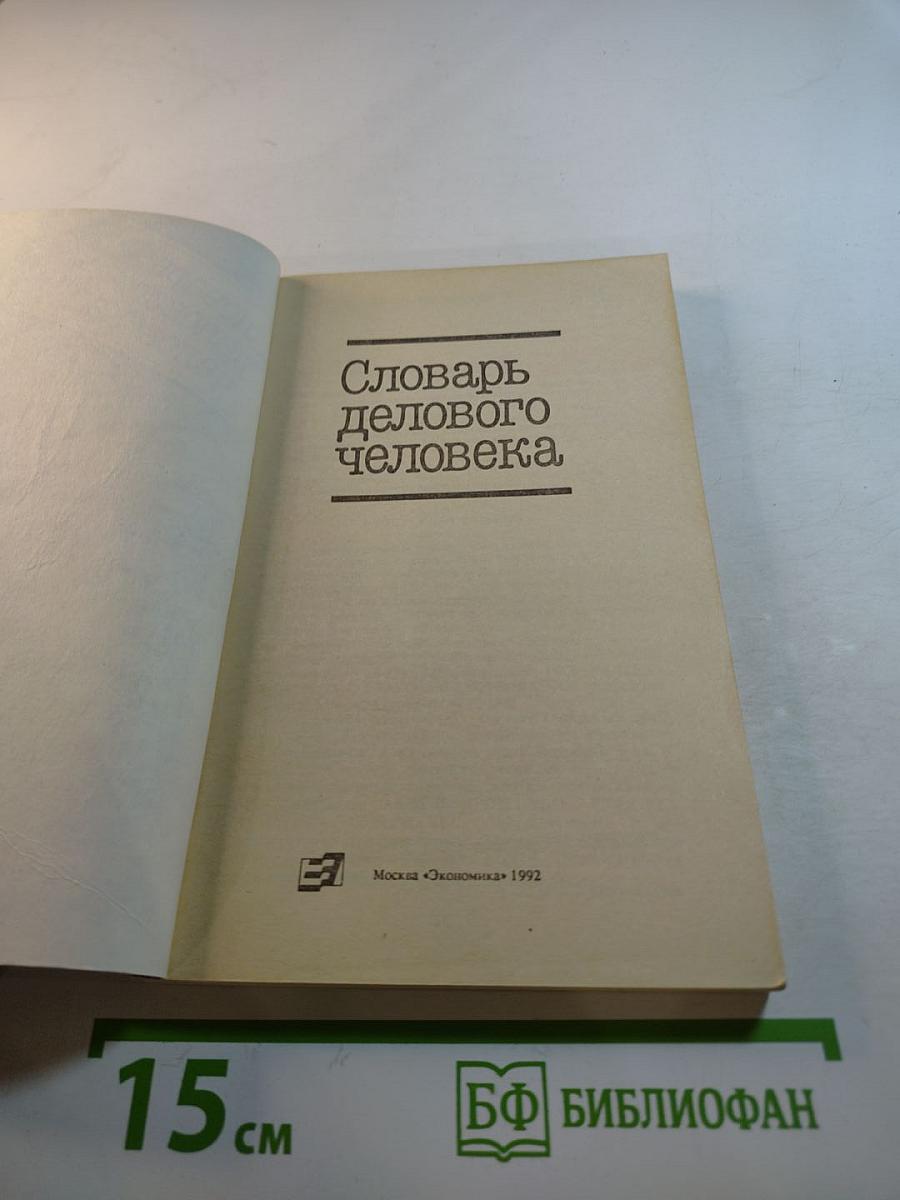 Словарь
делового
человека
Москва «Экономика» 1992
15 см
БФ БИБЛИОФАН